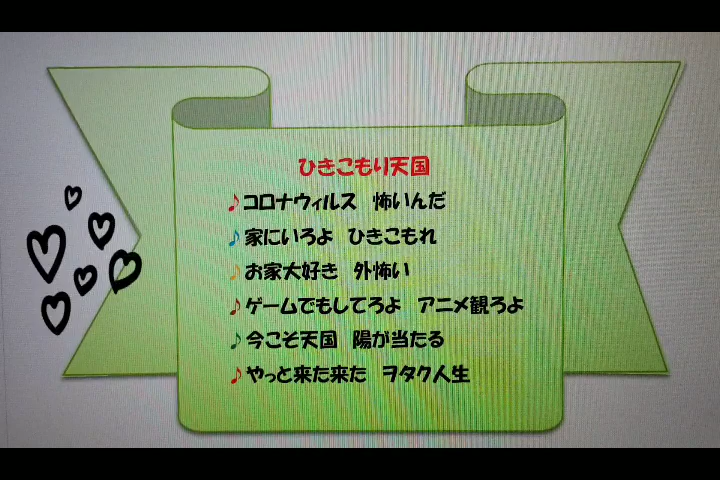 ひきこもり天国
♪コロナウィルス　怖いんだ
♪家にいろよ　ひきこもれ
♪お家大好き　外怖い
♪ゲームでもしてろよ　アニメ観ろよ
♪今こそ天国　陽が当たる
♪やっと来た来た　ヲタク人生